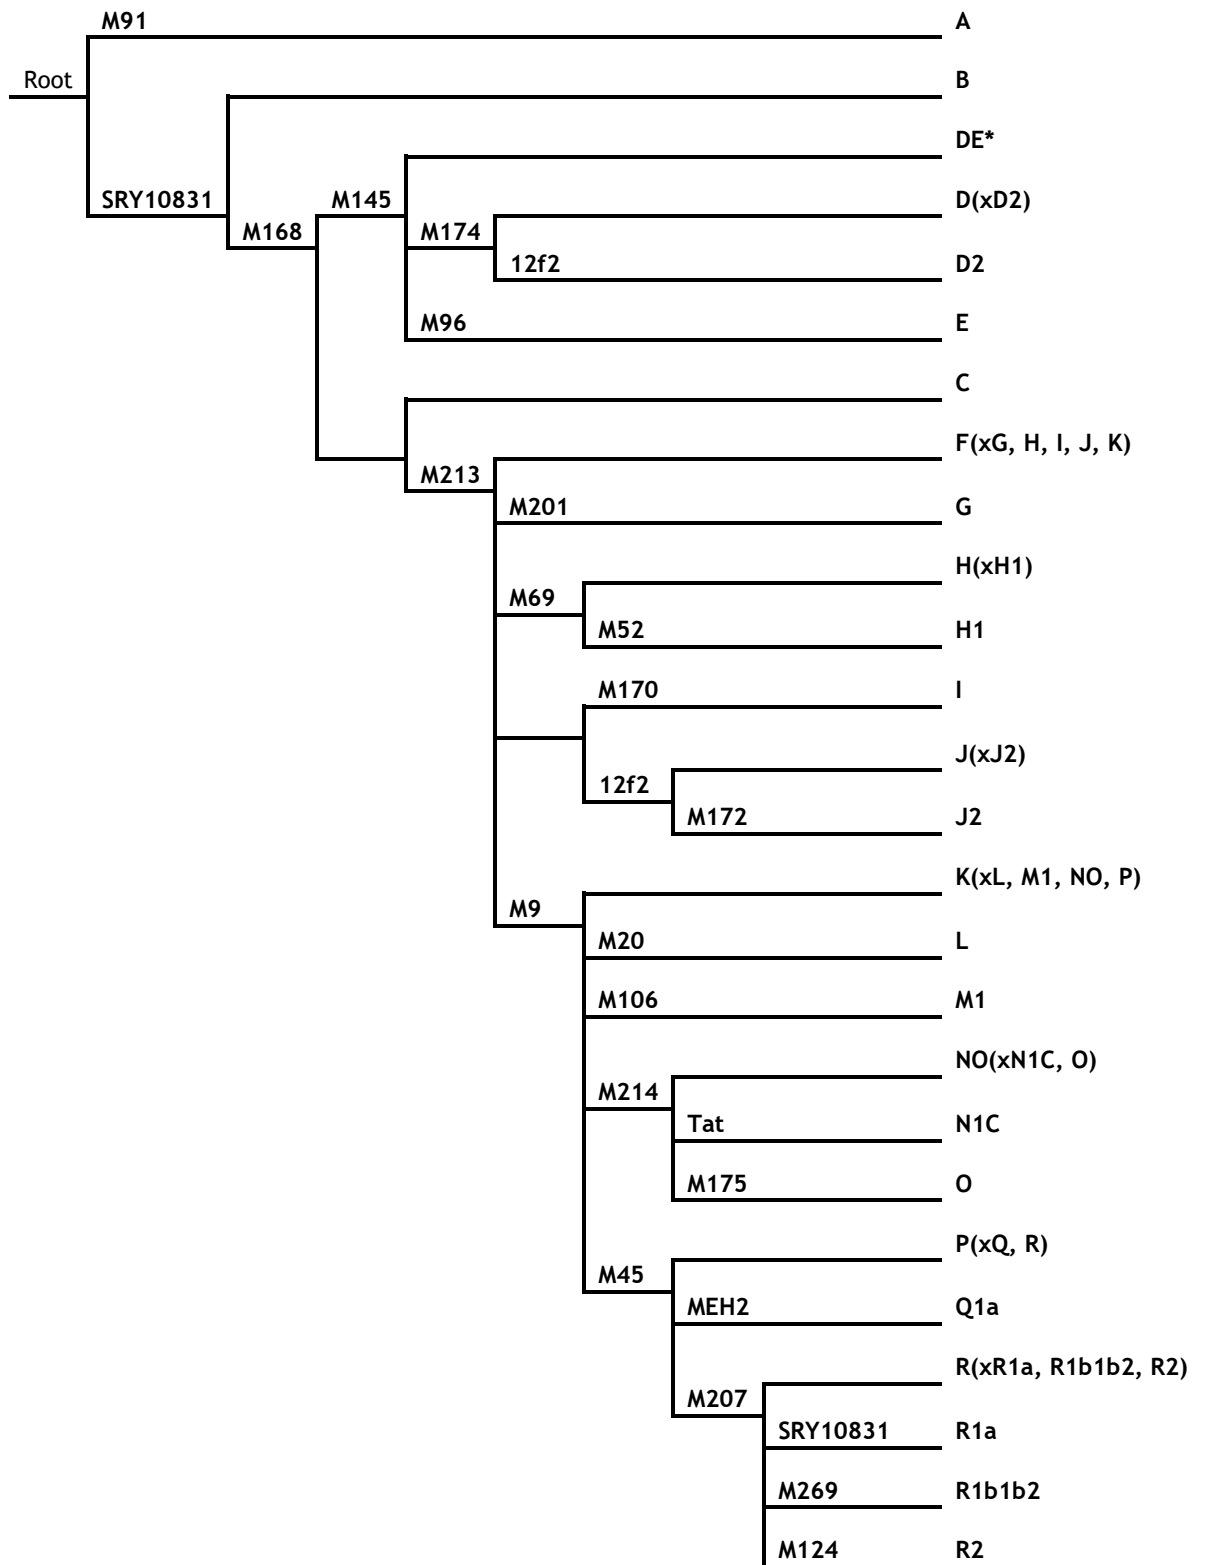 M91 A
Root B
DE*
SRY10831 M145 D(xD2)
M168 M174
12f2 D2
M96 E
C
F(xG, H, I, J, K)
M213
M201 G
H(xH1)
M69
M52 H1
M170 I
J(xJ2)
12f2
M172 J2
K(xL, M1, NO, P)
M9
M20 L
M106 M1
NO(xN1C, O)
M214
Tat N1C
M175 O
P(xQ, R)
M45
MEH2 Q1a
R(xR1a, R1b1b2, R2)
M207
SRY10831 R1a
M269 R1b1b2
M124 R2